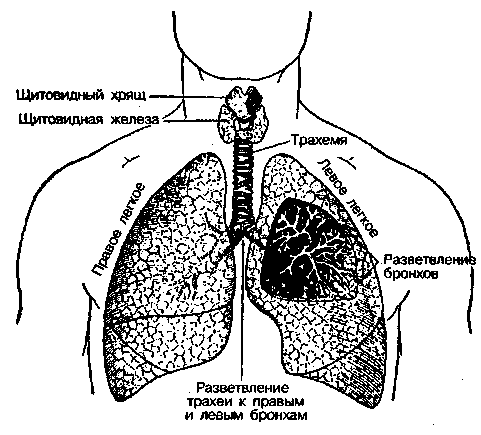 Щитовидный хрящ
Щитовидная железа
Трахемя
Правое легкое
Левое легкое
Разветвление
бронхов
Разветвление
трахеи к правым
и левым бронхам